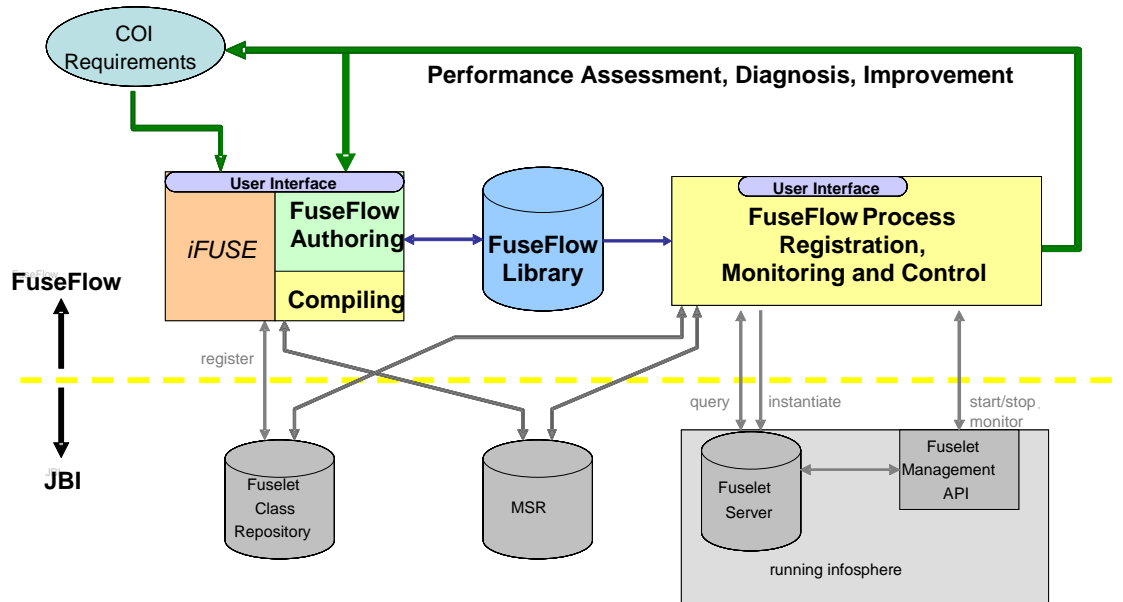 COI
Requirements
Performance Assessment, Diagnosis, Improvement
User Interface
iFUSE
FuseFlow
Authoring
Compiling
FuseFlow
Library
User Interface
FuseFlow Process
Registration,
Monitoring and Control
FuseFlow
FuseFlow
register
query
instantiate
start/stop
monitor
JBI
JBI
Fuselet
Class
Repository
MSR
Fuselet
Server
Fuselet
Management
API
running infosphere